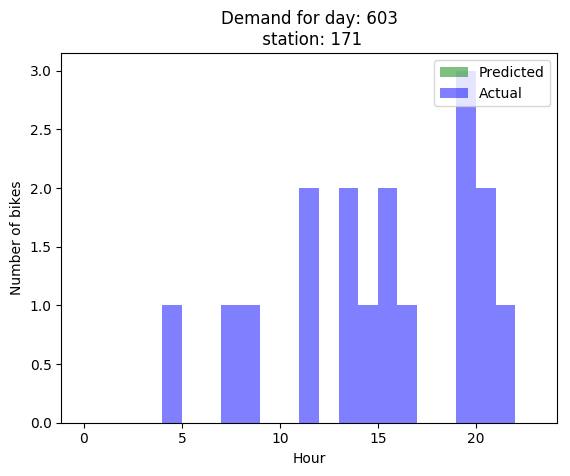 Demand for day: 603
station: 171
3.0
2.5
2.0
1.5
1.0
0.5
0.0
Number of bikes
Predicted
Actual
0 5 10 15 20
Hour